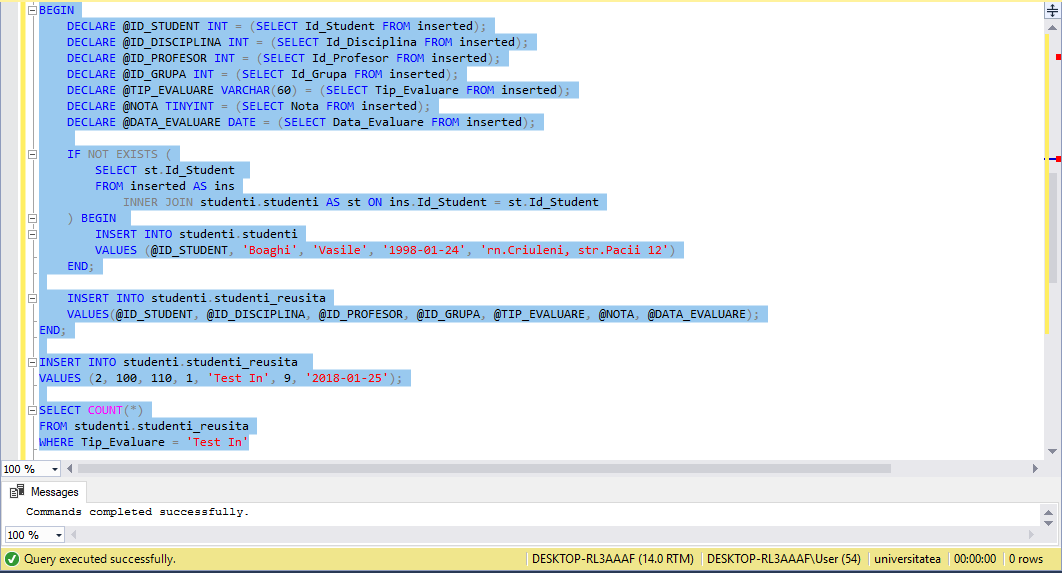 BEGIN
DECLARE @ID_STUDENT INT = (SELECT Id_Student FROM inserted);
DECLARE @ID_DISCIPLINA INT = (SELECT Id_Disciplina FROM inserted);
DECLARE @ID_PROFESOR INT = (SELECT Id_Profesor FROM inserted);
DECLARE @ID_GRUPA INT = (SELECT Id_Grupa FROM inserted);
DECLARE @TIP_EVALUARE VARCHAR(60) = (SELECT Tip_Evaluare FROM inserted);
DECLARE @NOTA TINYINT = (SELECT Nota FROM inserted);
DECLARE @DATA_EVALUARE DATE = (SELECT Data_Evaluare FROM inserted);
IF NOT EXISTS (
SELECT st.Id_Student
FROM inserted AS ins
INNER JOIN studenti.studenti AS st ON ins.Id_Student = st.Id_Student
) BEGIN
INSERT INTO studenti.studenti
VALUES (@ID_STUDENT, 'Boaghi', 'Vasile', '1998-01-24', 'rn.Criuleni, str.Pacii 12')
END;
INSERT INTO studenti.studenti_reusita
VALUES(@ID_STUDENT, @ID_DISCIPLINA, @ID_PROFESOR, @ID_GRUPA, @TIP_EVALUARE, @NOTA, @DATA_EVALUARE);
END;
INSERT INTO studenti.studenti_reusita
VALUES (2, 100, 110, 1, 'Test In', 9, '2018-01-25');
SELECT COUNT(*)
FROM studenti.studenti_reusita
WHERE Tip_Evaluare = 'Test In'
100 %
Messages
Commands completed successfully.
100 %
Query executed successfully. DESKTOP-RL3AAAF (14.0 RTM) DESKTOP-RL3AAAF\User (54) universitatea 00:00:00 0 rows